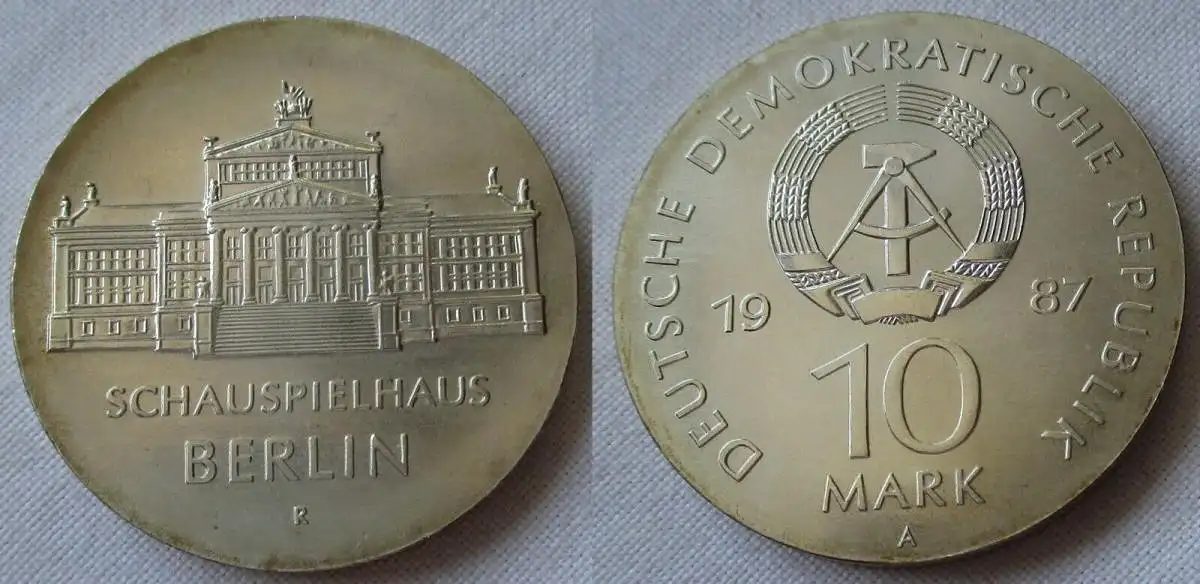 SCHAUSPIELHAUS
BERLIN
R
DEUTSCHE DEMOKRATISCHE REPUBLIK
19 87
10
MARK
A